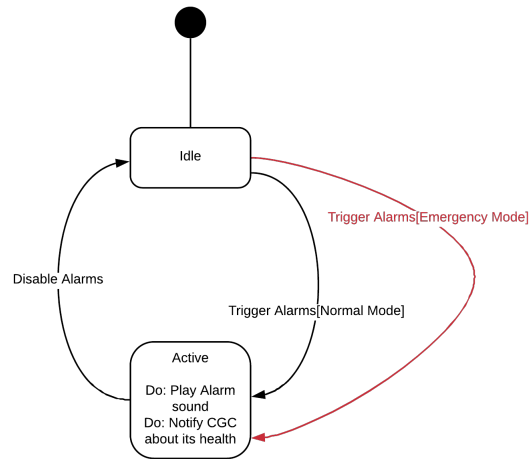 Idle
Trigger Alarms[Emergency Mode]
Disable Alarms
Trigger Alarms[Normal Mode]
Active
Do: Play Alarm
sound
Do: Notify CGC
about its health